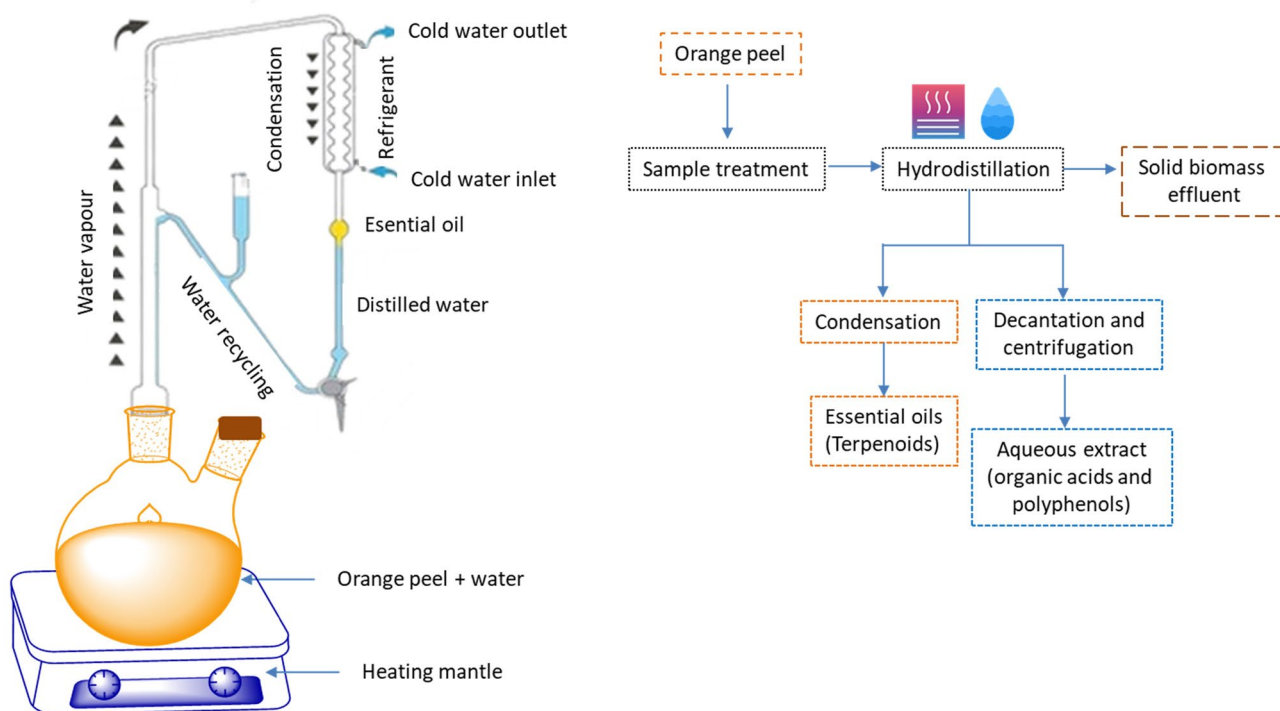 Cold water outlet
Condensation
Refrigerant
Cold water inlet
Water vapour
Esential oil
Distilled water
Water recycling
Orange peel + water
Heating mantle
Orange peel
Sample treatment
Hydrodistillation
Solid biomass
effluent
Condensation
Decantation and
centrifugation
Essential oils
(Terpenoids)
Aqueous extract
(organic acids and
polyphenols)